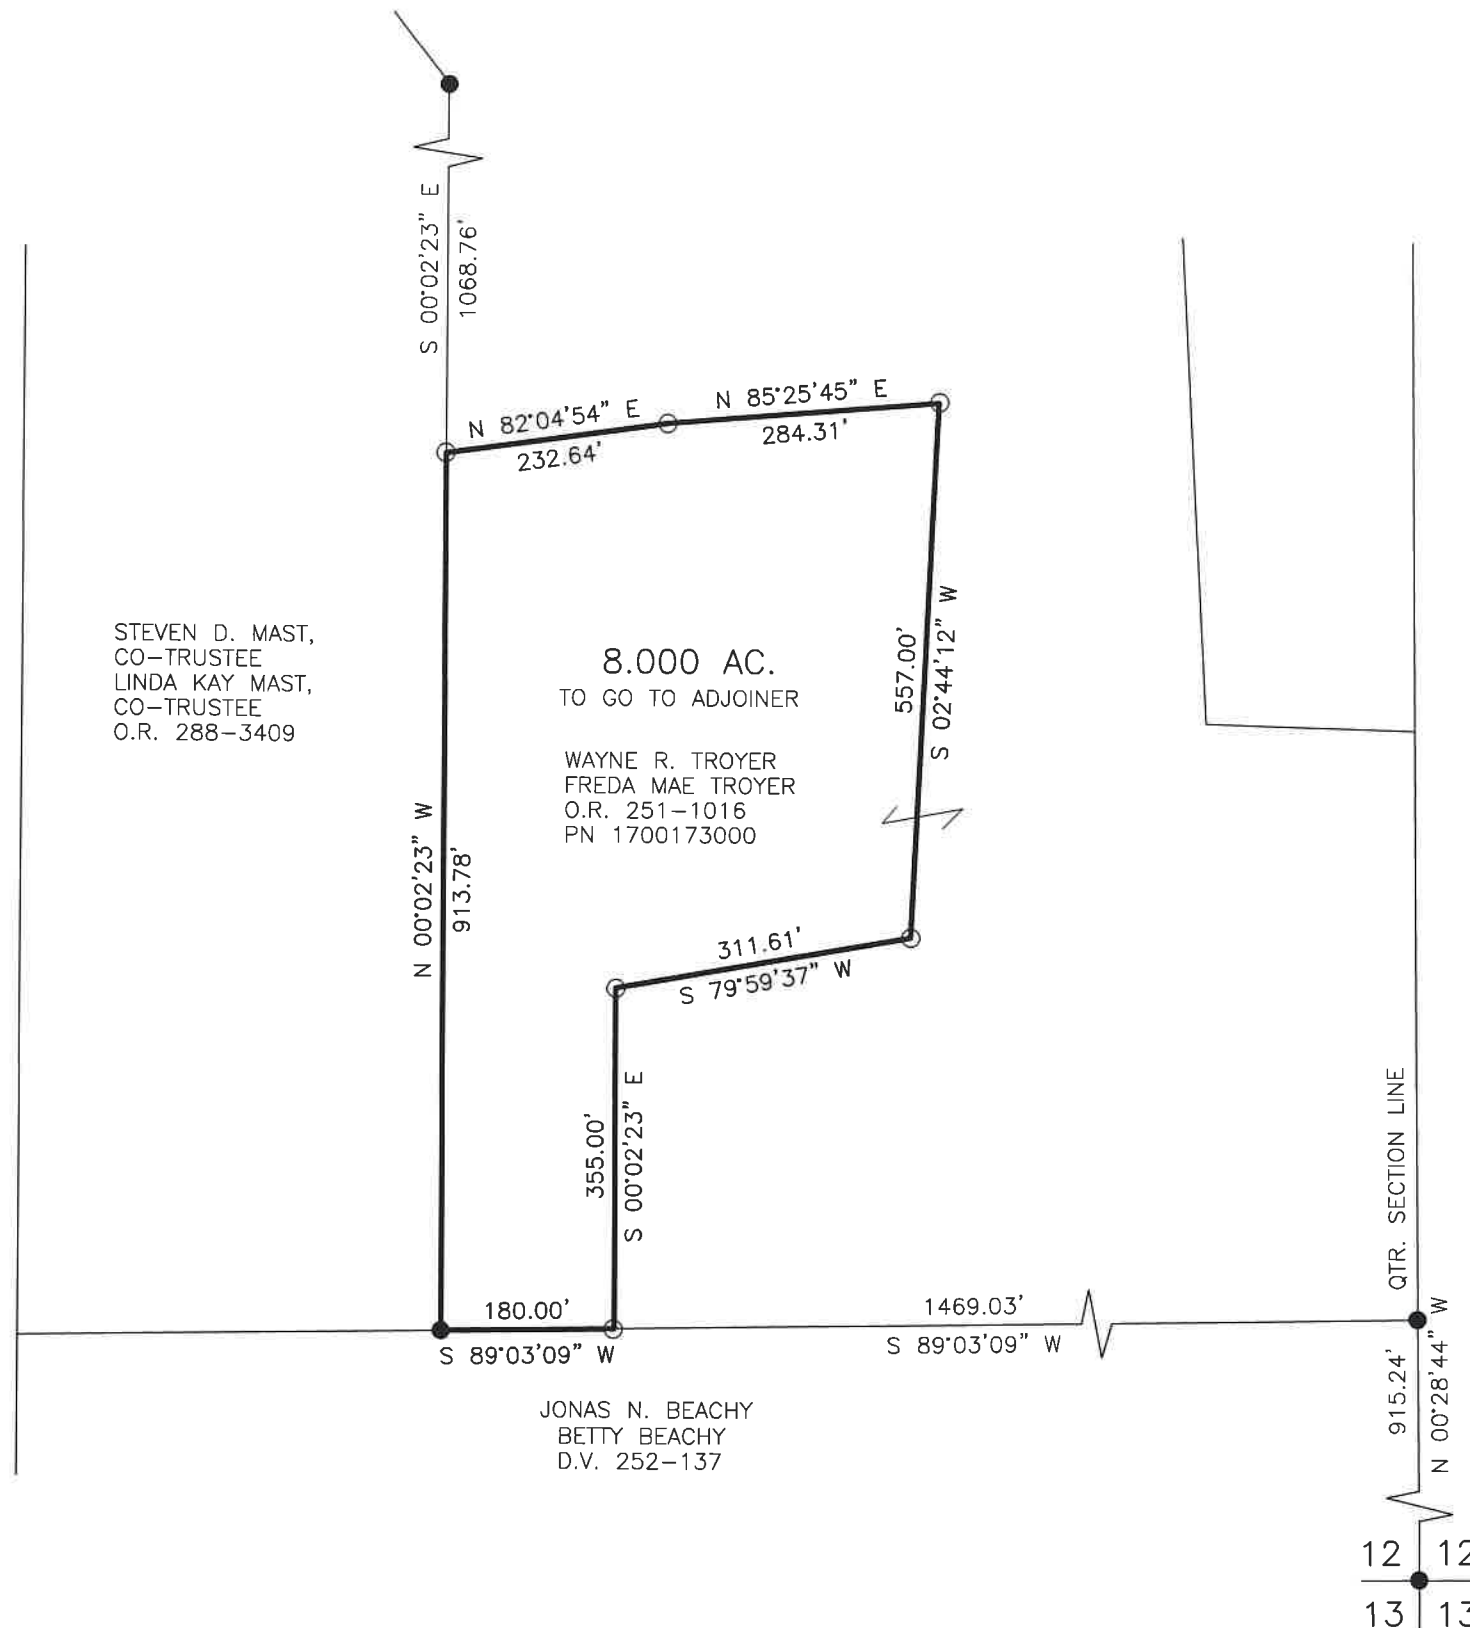 S 00°02'23" E
1068.76'
N 82°04'54" E
232.64'
N 85°25'45" E
284.31'
STEVEN D. MAST,
CO-TRUSTEE
LINDA KAY MAST,
CO-TRUSTEE
O.R. 288-3409
8.000 AC.
TO GO TO ADJOINER
WAYNE R. TROYER
FREDA MAE TROYER
O.R. 251-1016
PN 1700173000
557.00'
S 02°44'12" W
N 00°02'23" W
913.78'
311.61'
S 79°59'37" W
355.00'
S 00°02'23" E
QTR. SECTION LINE
180.00'
S 89°03'09" W
1469.03'
S 89°03'09" W
915.24'
N 00°28'44" W
JONAS N. BEACHY
BETTY BEACHY
D.V. 252-137
12 12
13 13